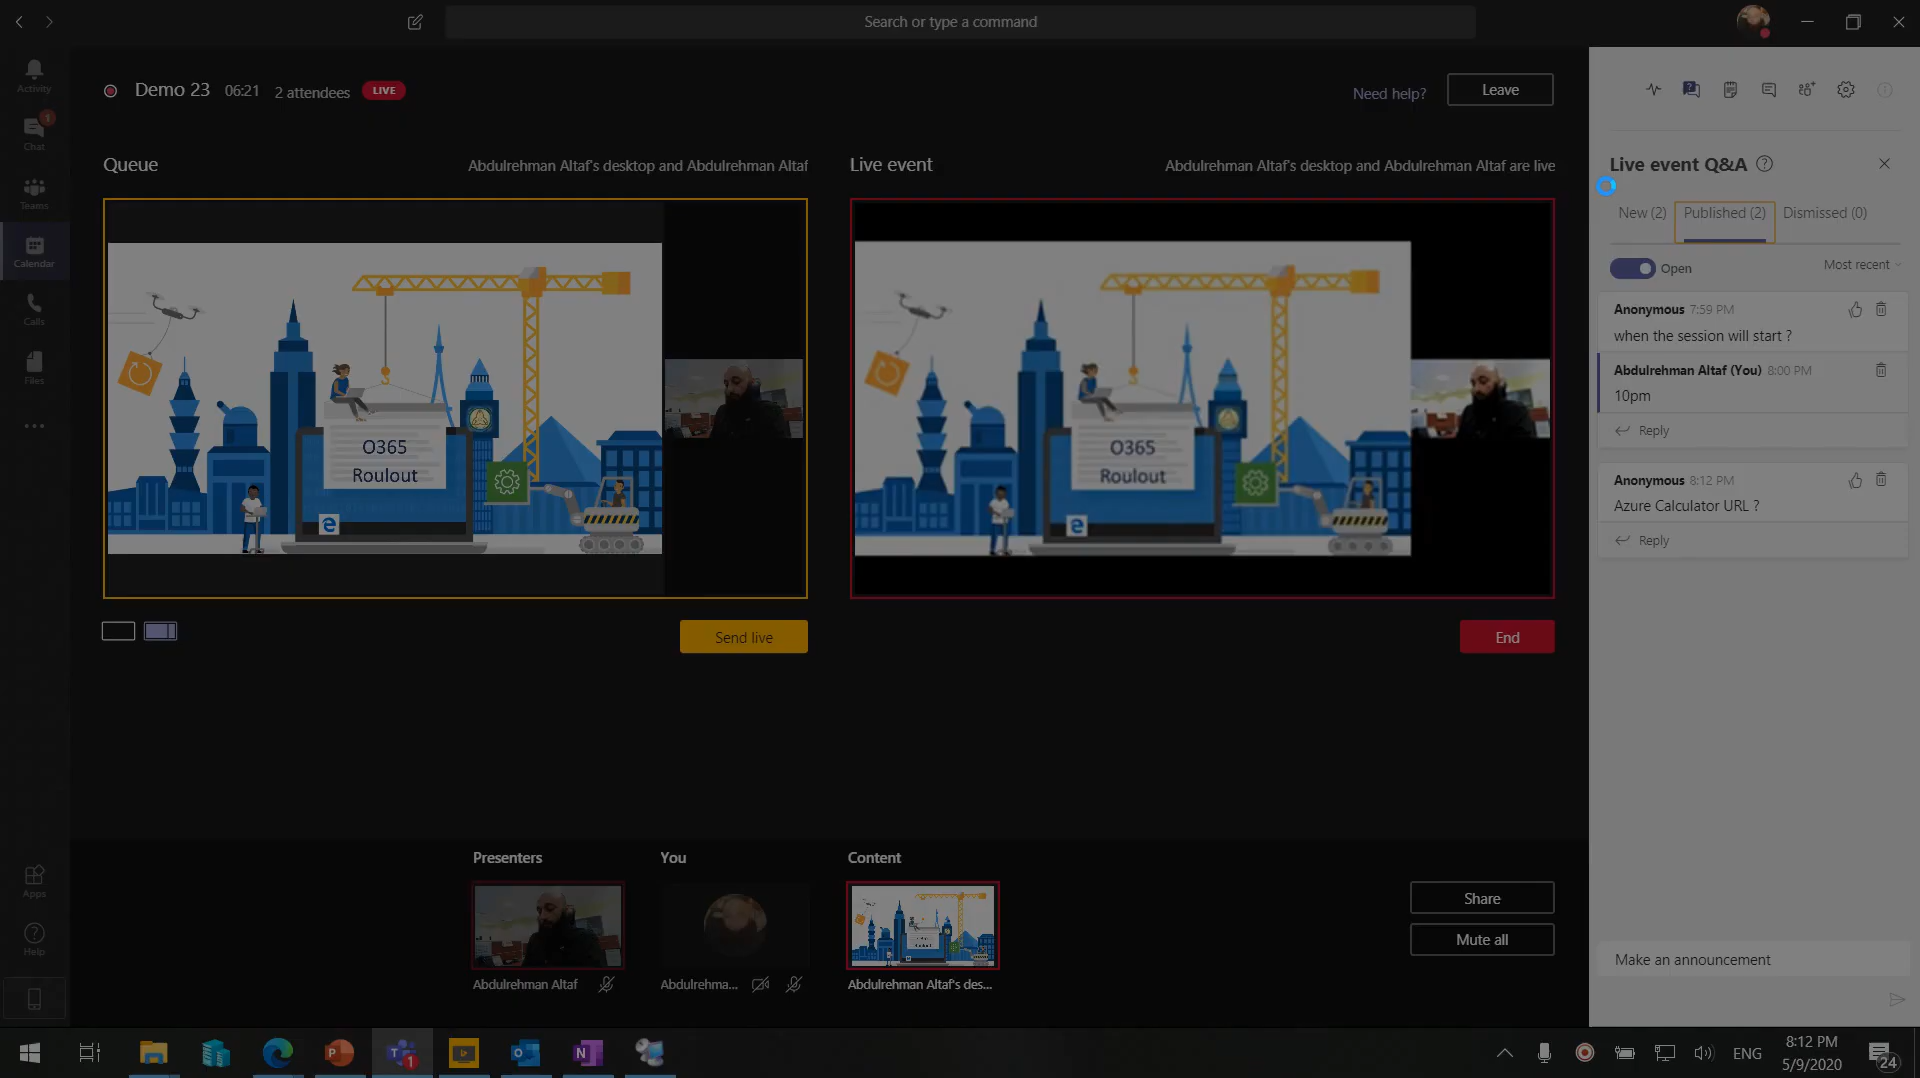 Search or type a command
Activity
Chat
1
Teams
Calendar
Calls
Files
Apps
Help
Demo 23 06:21 2 attendees LIVE
Need help?
Leave
Queue
Abdulrehman Altaf's desktop and Abdulrehman Altaf
O365
Roulout
Send live
Live event
Abdulrehman Altaf's desktop and Abdulrehman Altaf are live
O365
Roulout
End
Presenters
Abdulrehman Altaf
You
Abdulrehma...
Content
Abdulrehman Altaf's des...
Share
Mute all
Live event Q&A
New (2) Published (2) Dismissed (0)
Open
Most recent
Anonymous 7:59 PM
when the session will start ?
Abdulrehman Altaf (You) 8:00 PM
10pm
Reply
Anonymous 8:12 PM
Azure Calculator URL ?
Reply
Make an announcement
1
ENG
8:12 PM
5/9/2020
24